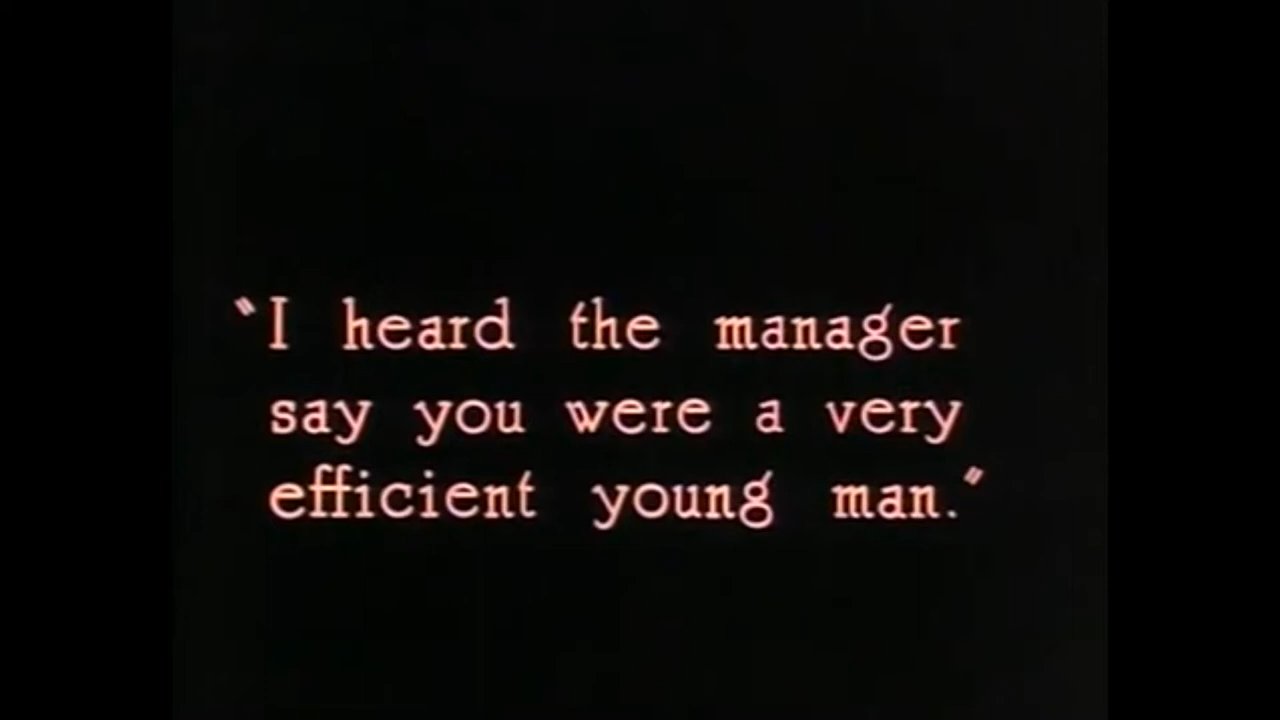 "I heard the manager
say you were a very
efficient young man."